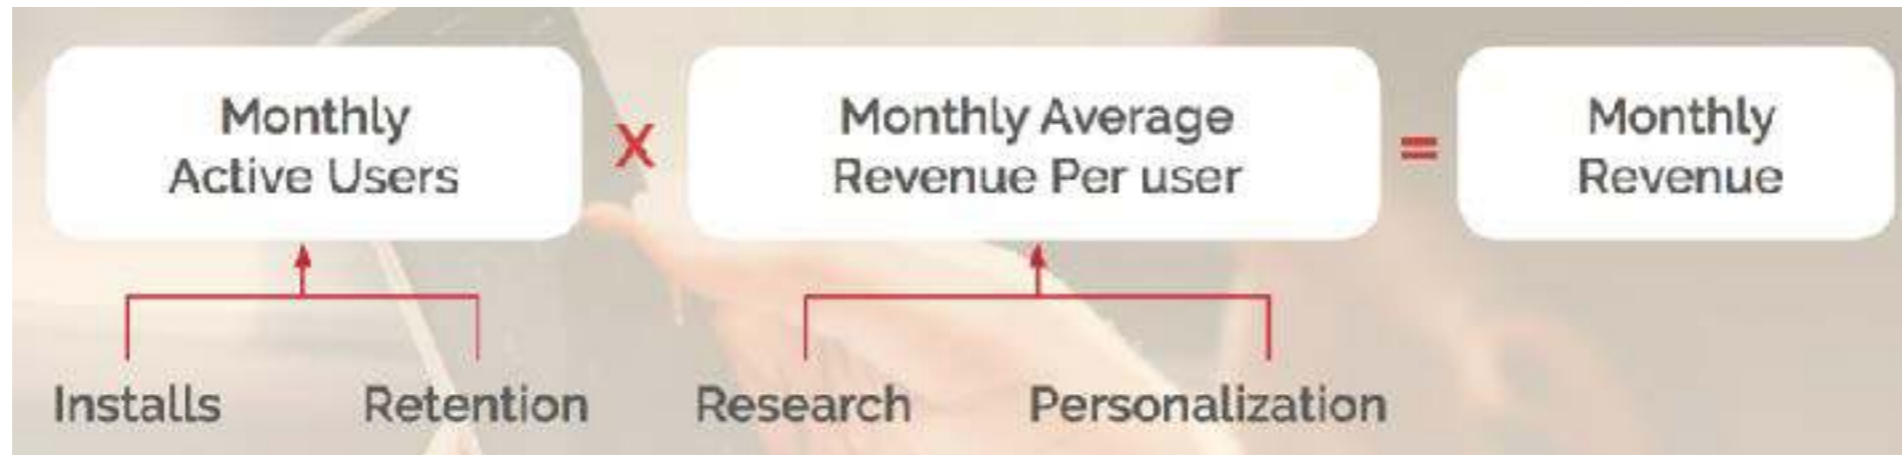 Monthly
Active Users
X
Monthly Average
Revenue Per user
=
Monthly
Revenue
Installs
Retention
Research
Personalization